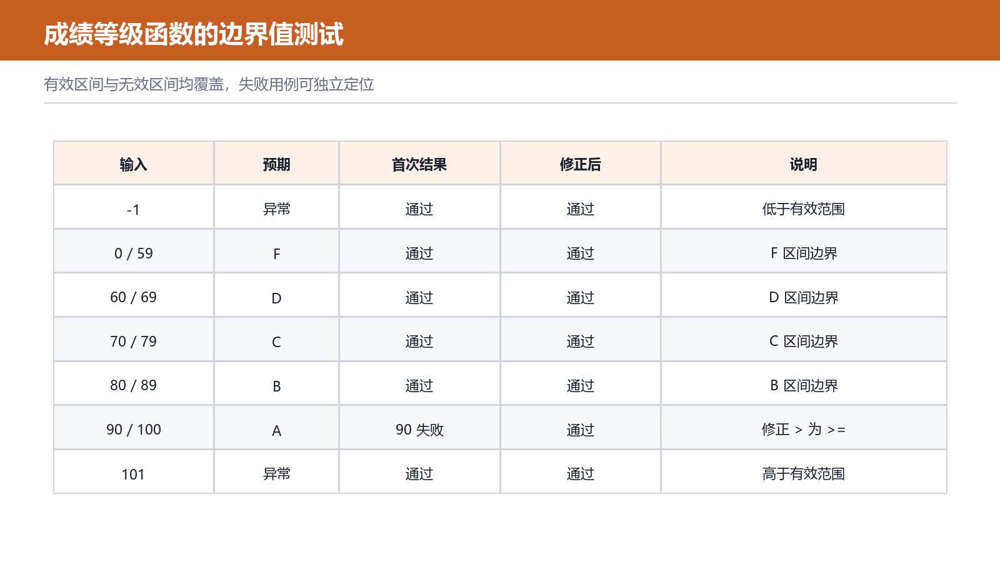 成绩等级函数的边界值测试
有效区间与无效区间均覆盖，失败用例可独立定位
输入 预期 首次结果 修正后 说明
-1 异常 通过 通过 低于有效范围
0 / 59 F 通过 通过 F 区间边界
60 / 69 D 通过 通过 D 区间边界
70 / 79 C 通过 通过 C 区间边界
80 / 89 B 通过 通过 B 区间边界
90 / 100 A 90 失败 通过 修正 > 为 >=
101 异常 通过 通过 高于有效范围